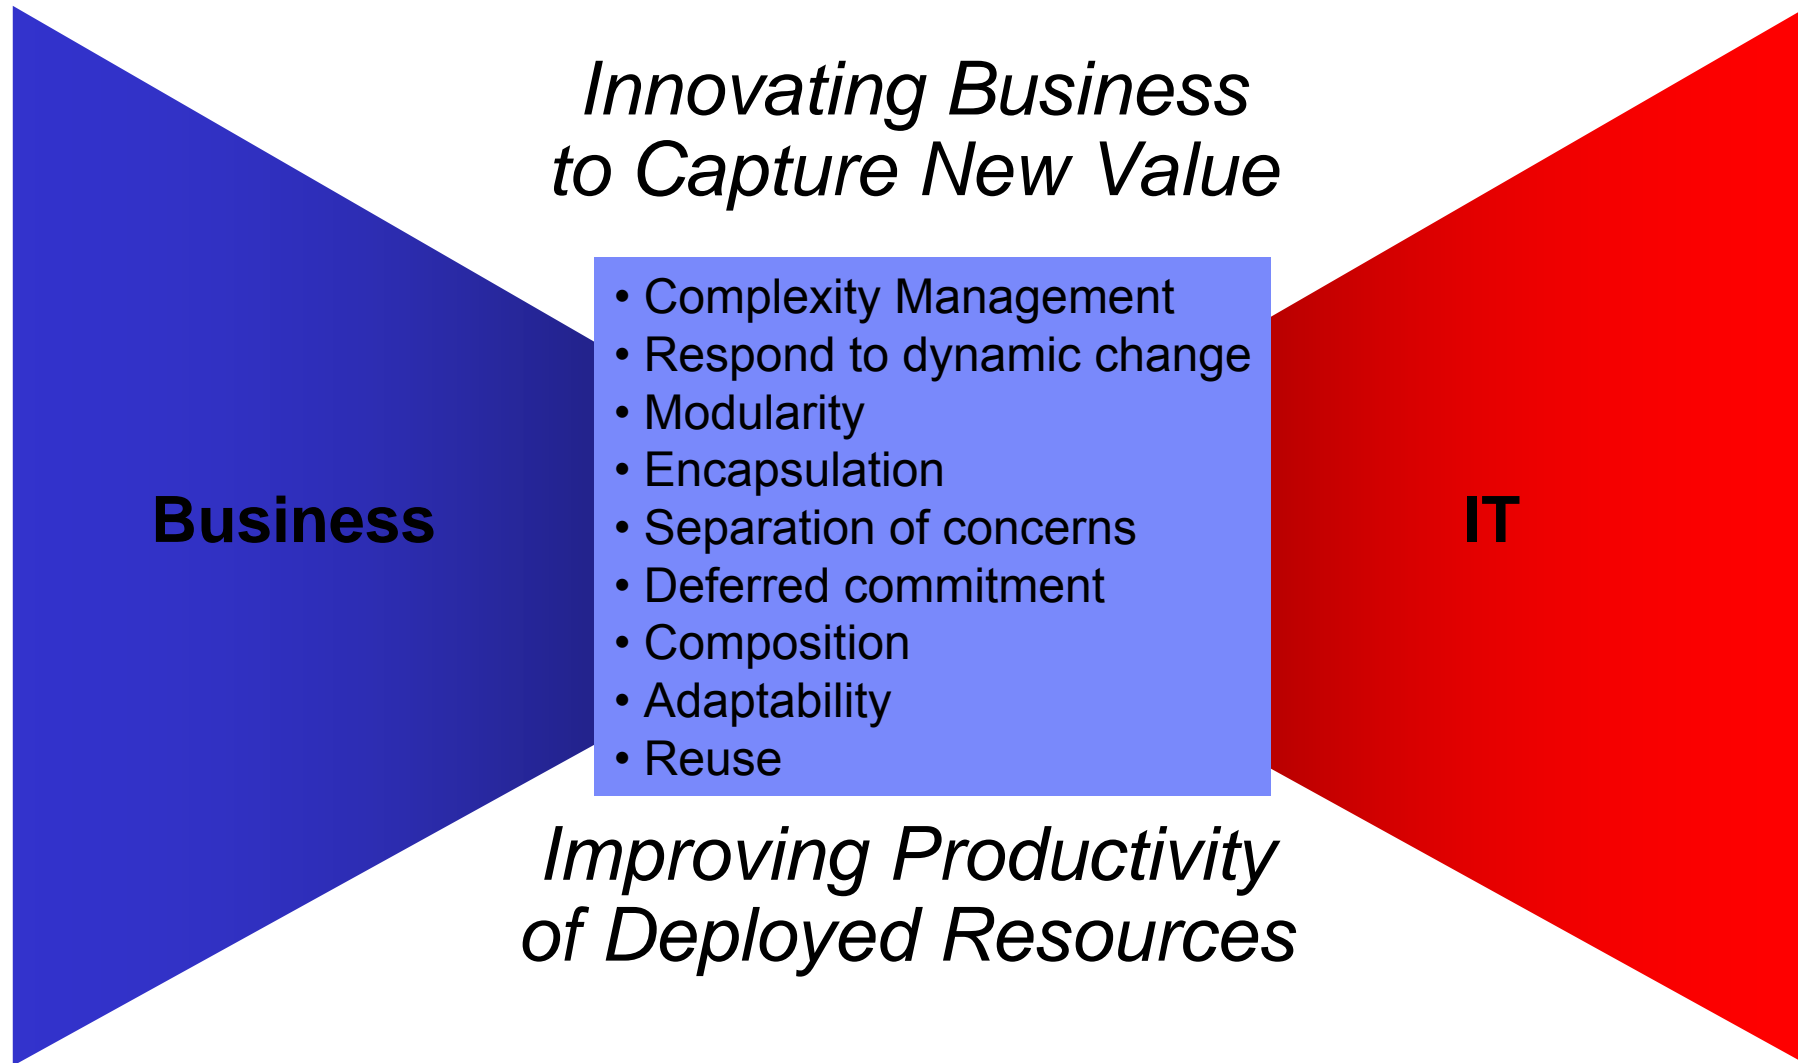 Innovating Business
to Capture New Value
• Complexity Management
• Respond to dynamic change
• Modularity
• Encapsulation
• Separation of concerns
• Deferred commitment
• Composition
• Adaptability
• Reuse
Business
IT
Improving Productivity
of Deployed Resources